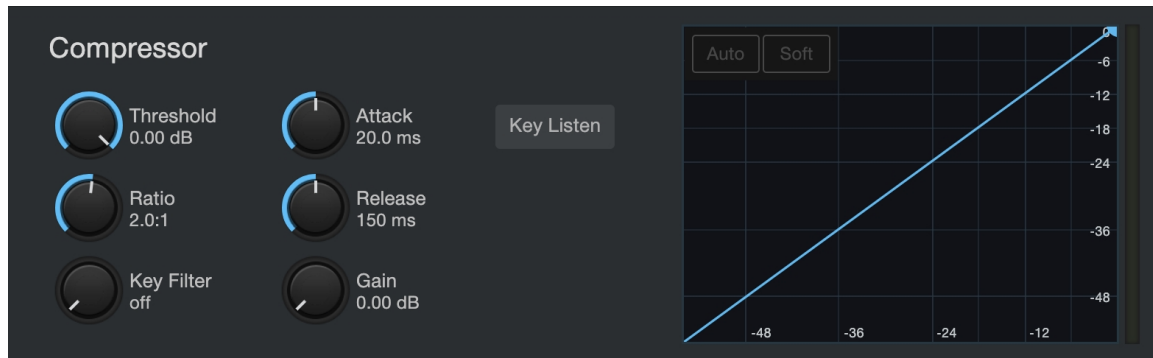 Compressor
Threshold
0.00 dB
Attack
20.0 ms
Key Listen
Ratio
2.0:1
Release
150 ms
Key Filter
off
Gain
0.00 dB
Auto
Soft
0
-6
-12
-18
-24
-36
-48
-48
-36
-24
-12